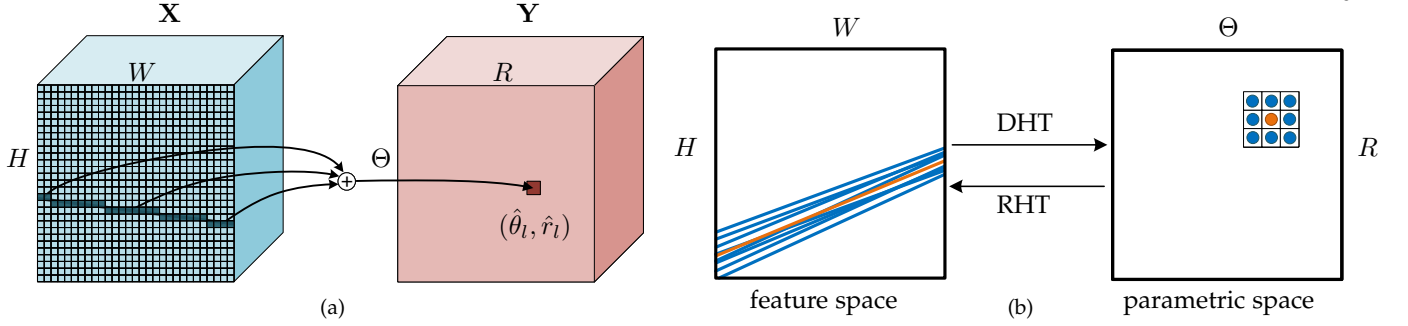 X
Y
W
R
H
Θ
+
(θ̂_l, r̂_l)
(a)
W
Θ
H
DHT
RHT
R
feature space
(b)
parametric space